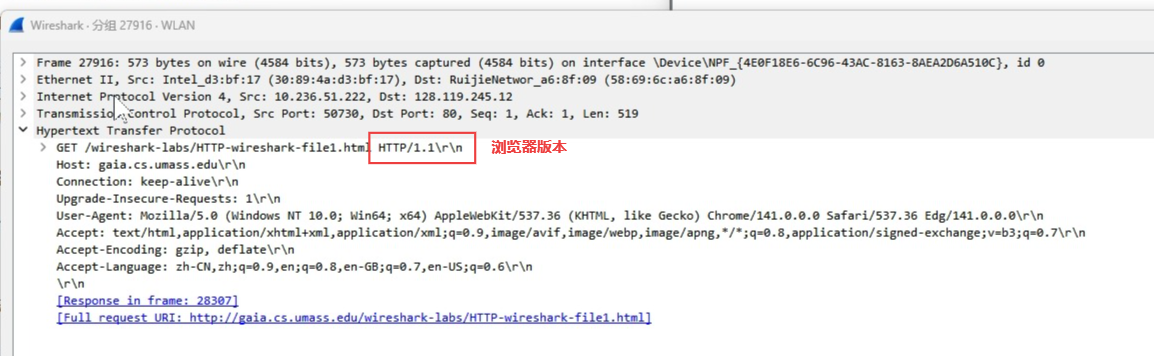 Wireshark · 分组 27916 · WLAN
Frame 27916: 573 bytes on wire (4584 bits), 573 bytes captured (4584 bits) on interface \Device\NPF_{4E0F18E6-6C96-43AC-8163-8AEA2D6A510C}, id 0
Ethernet II, Src: Intel_d3:bf:17 (30:89:4a:d3:bf:17), Dst: RuijieNetwor_a6:8f:09 (58:69:6c:a6:8f:09)
Internet Protocol Version 4, Src: 10.236.51.222, Dst: 128.119.245.12
Transmission Control Protocol, Src Port: 50730, Dst Port: 80, Seq: 1, Ack: 1, Len: 519
Hypertext Transfer Protocol
GET /wireshark-labs/HTTP-wireshark-file1.html HTTP/1.1\r\n 浏览器版本
Host: gaia.cs.umass.edu\r\n
Connection: keep-alive\r\n
Upgrade-Insecure-Requests: 1\r\n
User-Agent: Mozilla/5.0 (Windows NT 10.0; Win64; x64) AppleWebKit/537.36 (KHTML, like Gecko) Chrome/141.0.0.0 Safari/537.36 Edg/141.0.0.0\r\n
Accept: text/html,application/xhtml+xml,application/xml;q=0.9,image/avif,image/webp,image/apng,*/*;q=0.8,application/signed-exchange;v=b3;q=0.7\r\n
Accept-Encoding: gzip, deflate\r\n
Accept-Language: zh-CN,zh;q=0.9,en;q=0.8,en-GB;q=0.7,en-US;q=0.6\r\n
\r\n
[Response in frame: 28307]
[Full request URI: http://gaia.cs.umass.edu/wireshark-labs/HTTP-wireshark-file1.html]